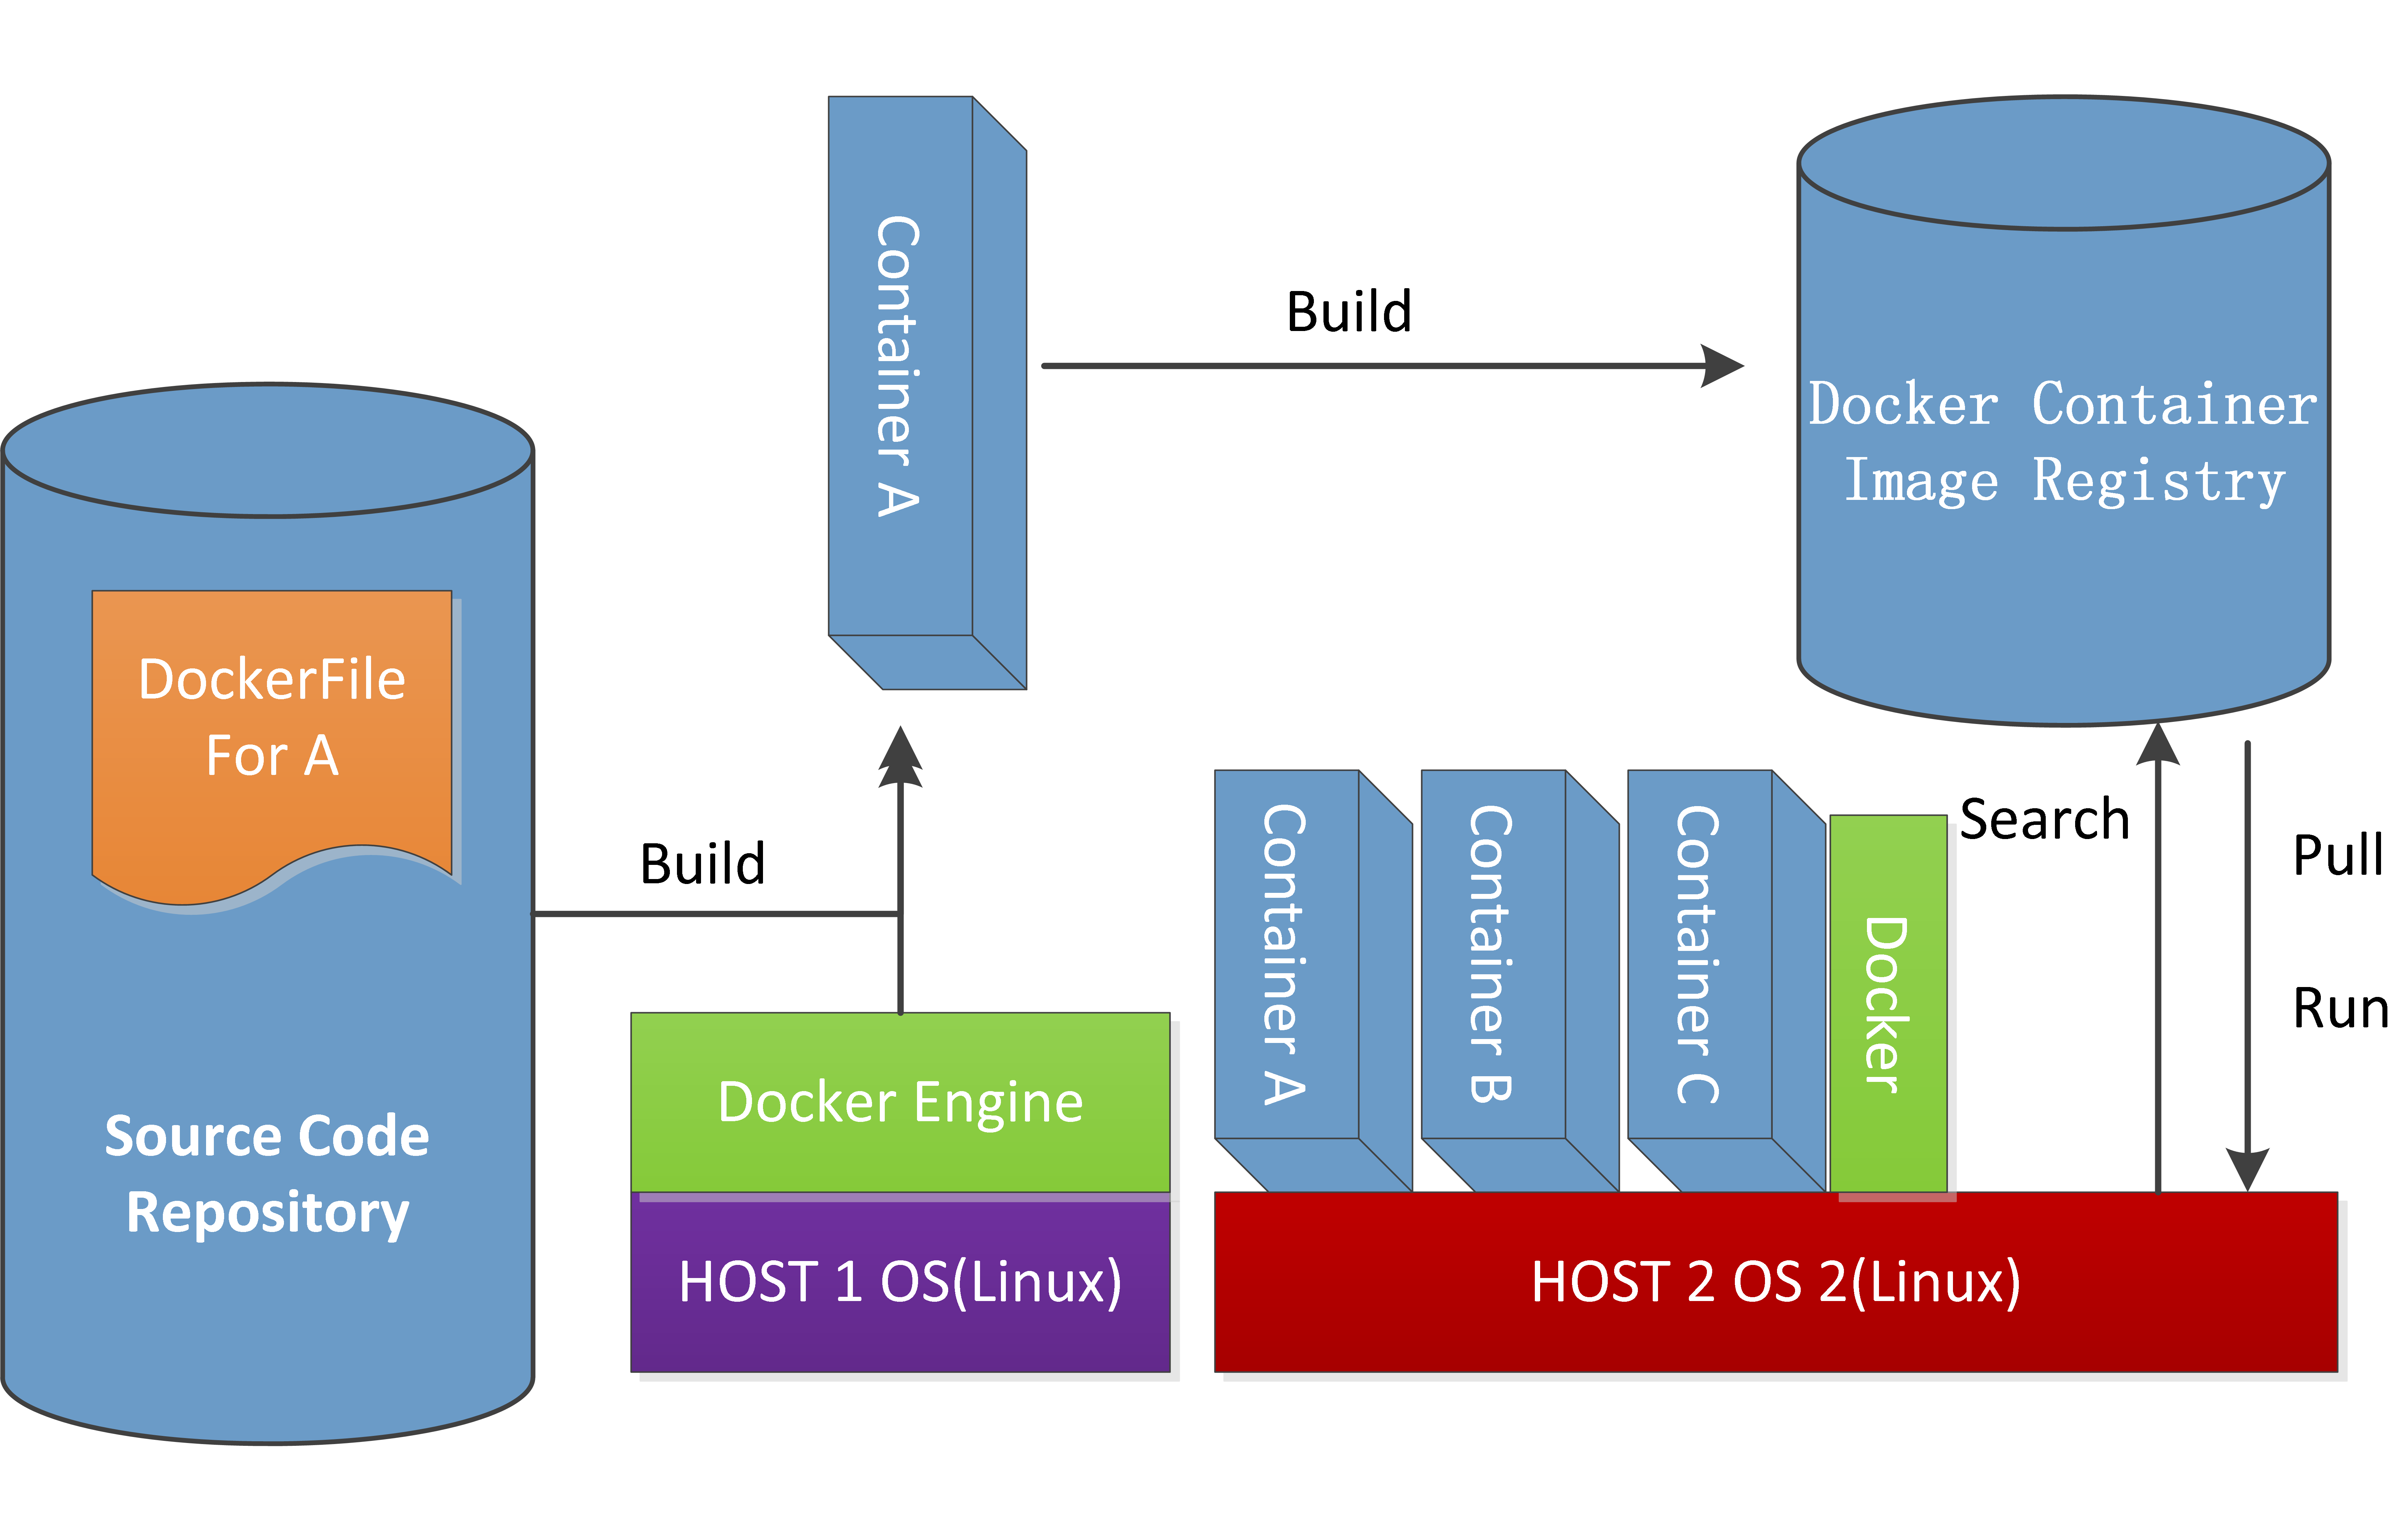 Container A
Build
Docker Container
Image Registry
DockerFile
For A
Build
Source Code
Repository
Docker Engine
HOST 1 OS(Linux)
Container A
Container B
Container C
Docker
Search
Pull
Run
HOST 2 OS 2(Linux)